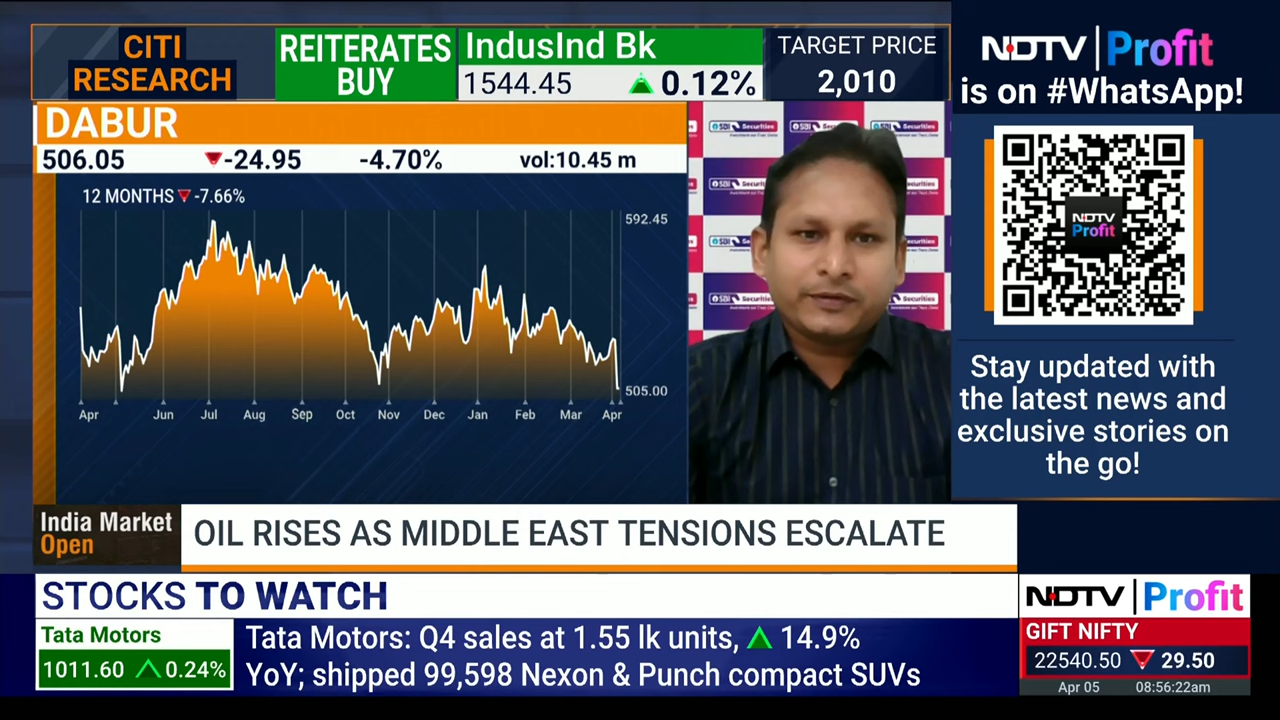 CITI
RESEARCH
REITERATES
BUY
IndusInd Bk
1544.45 ▲ 0.12%
TARGET PRICE
2,010
NDTV | Profit
is on #WhatsApp!
DABUR
506.05 ▼-24.95 -4.70% vol:10.45 m
12 MONTHS ▼ -7.66%
592.45
505.00
Apr Jun Jul Aug Sep Oct Nov Dec Jan Feb Mar Apr
SBI Securities
NDTV
Profit
Stay updated with
the latest news and
exclusive stories on
the go!
India Market
Open
OIL RISES AS MIDDLE EAST TENSIONS ESCALATE
STOCKS TO WATCH
Tata Motors
1011.60 ▲ 0.24%
Tata Motors: Q4 sales at 1.55 lk units, ▲ 14.9%
YoY; shipped 99,598 Nexon & Punch compact SUVs
NDTV | Profit
GIFT NIFTY
22540.50 ▼ 29.50
Apr 05 08:56:22am